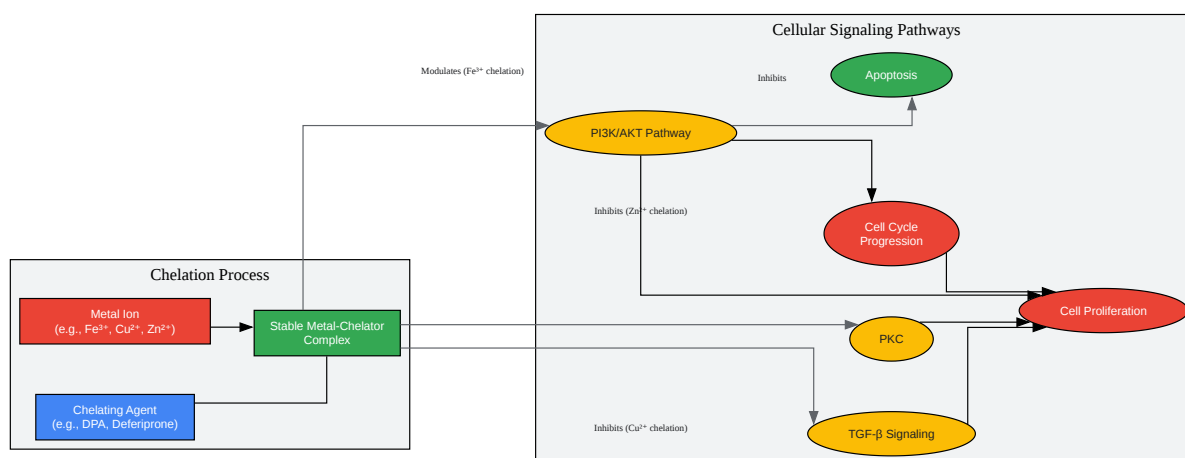 Cellular Signaling Pathways
Modulates (Fe³⁺ chelation)
Inhibits
Apoptosis
PI3K/AKT Pathway
Inhibits (Zn²⁺ chelation)
Cell Cycle
Progression
Chelation Process
Metal Ion
(e.g., Fe³⁺, Cu²⁺, Zn²⁺)
Stable Metal-Chelator
Complex
Cell Proliferation
PKC
Chelating Agent
(e.g., DPA, Deferiprone)
Inhibits (Cu²⁺ chelation)
TGF-β Signaling